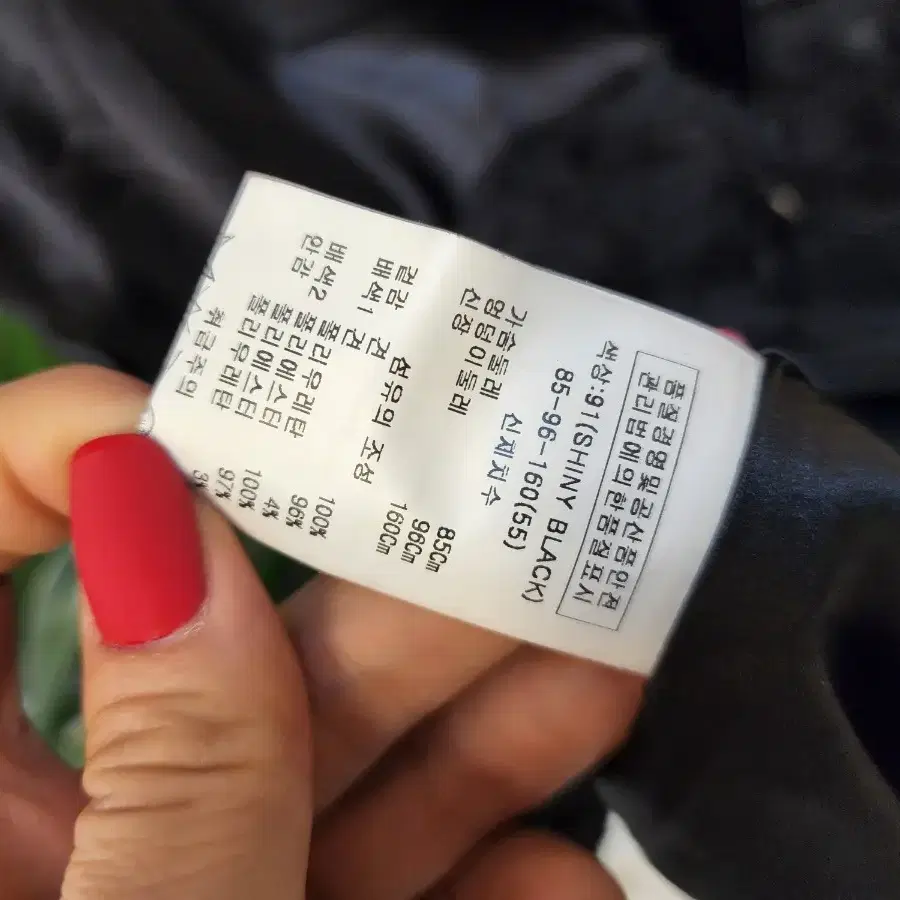 품질경영및공산품안전
관리법에의한품질표시
색상:91(SHINY BLACK)
85-96-160(55)
신체치수
가슴둘레 85Cm
엉덩이둘레 96Cm
신장 160Cm
섬유의 조성
겉감 견 100%
배색1 견 96%
폴리우레탄 4%
배색2 폴리에스터 100%
안감 폴리에스터 97%
폴리우레탄
취급주의